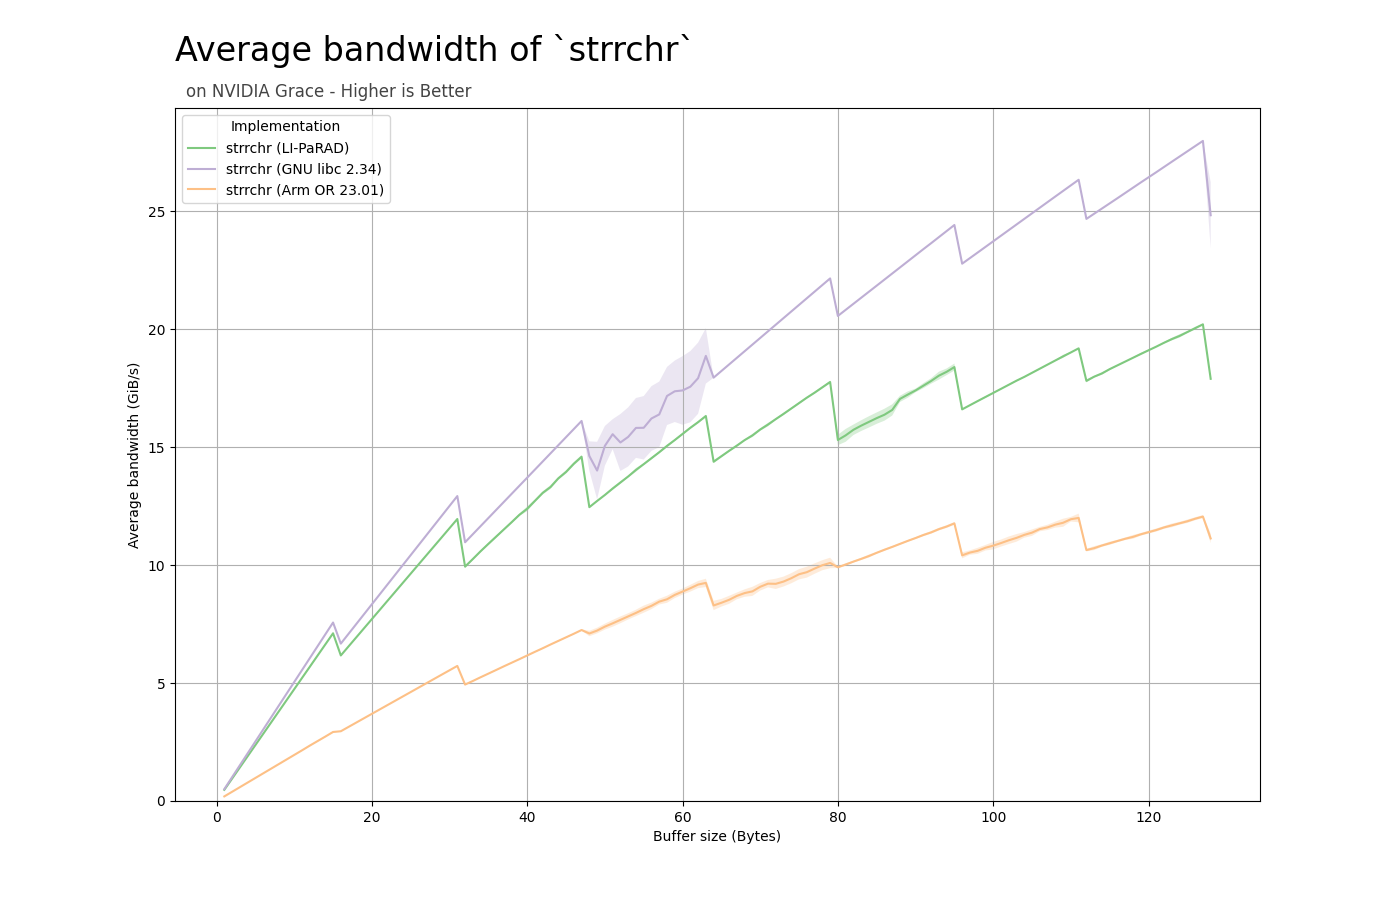 Average bandwidth of `strrchr`
on NVIDIA Grace - Higher is Better
Implementation
strrchr (LI-PaRAD)
strrchr (GNU libc 2.34)
strrchr (Arm OR 23.01)
25
20
15
10
5
0
Average bandwidth (GiB/s)
0 20 40 60 80 100 120
Buffer size (Bytes)